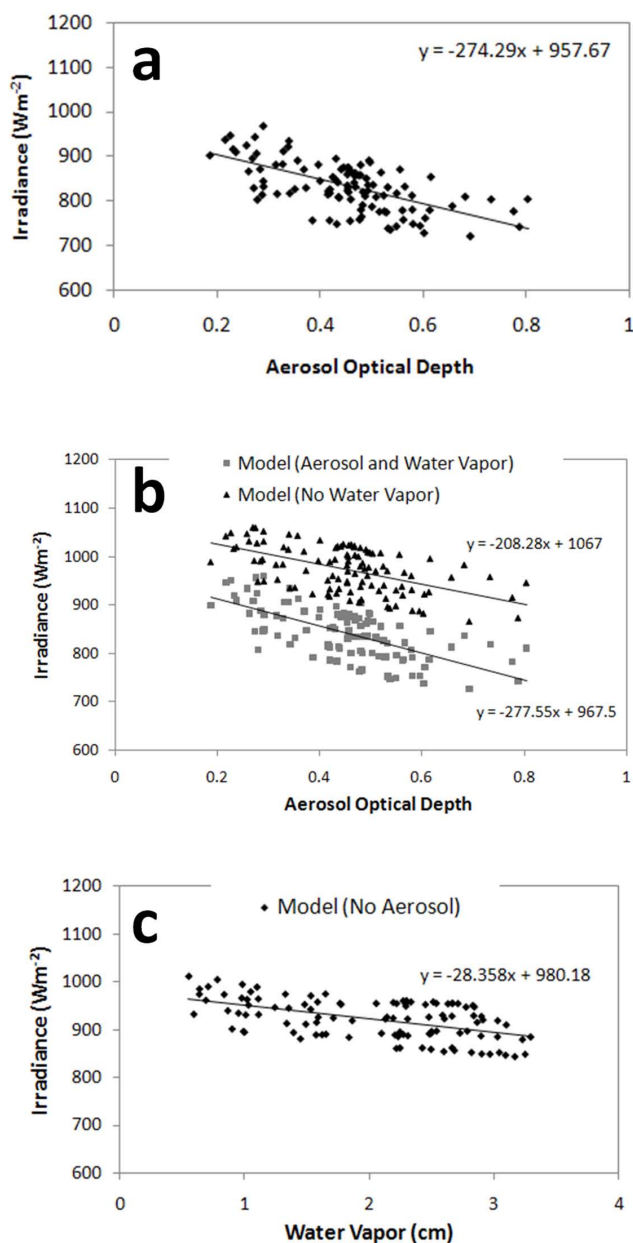 a
y = -274.29x + 957.67
Irradiance (Wm⁻²)
1200
1100
1000
900
800
700
600
0
0.2
0.4
0.6
0.8
1
Aerosol Optical Depth
b
Model (Aerosol and Water Vapor)
Model (No Water Vapor)
y = -208.28x + 1067
y = -277.55x + 967.5
Irradiance (Wm⁻²)
1200
1100
1000
900
800
700
600
0
0.2
0.4
0.6
0.8
1
Aerosol Optical Depth
c
Model (No Aerosol)
y = -28.358x + 980.18
Irradiance (Wm⁻²)
1200
1100
1000
900
800
700
600
0
1
2
3
4
Water Vapor (cm)